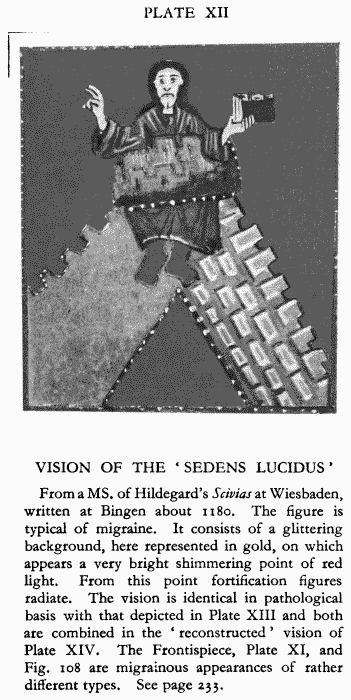 PLATE XII
VISION OF THE ‘SEDENS LUCIDUS’
From a MS. of Hildegard's Scivias at Wiesbaden,
written at Bingen about 1180. The figure is
typical of migraine. It consists of a glittering
background, here represented in gold, on which
appears a very bright shimmering point of red
light. From this point fortification figures
radiate. The vision is identical in pathological
basis with that depicted in Plate XIII and both
are combined in the ‘reconstructed’ vision of
Plate XIV. The Frontispiece, Plate XI, and
Fig. 108 are migrainous appearances of rather
different types. See page 233.